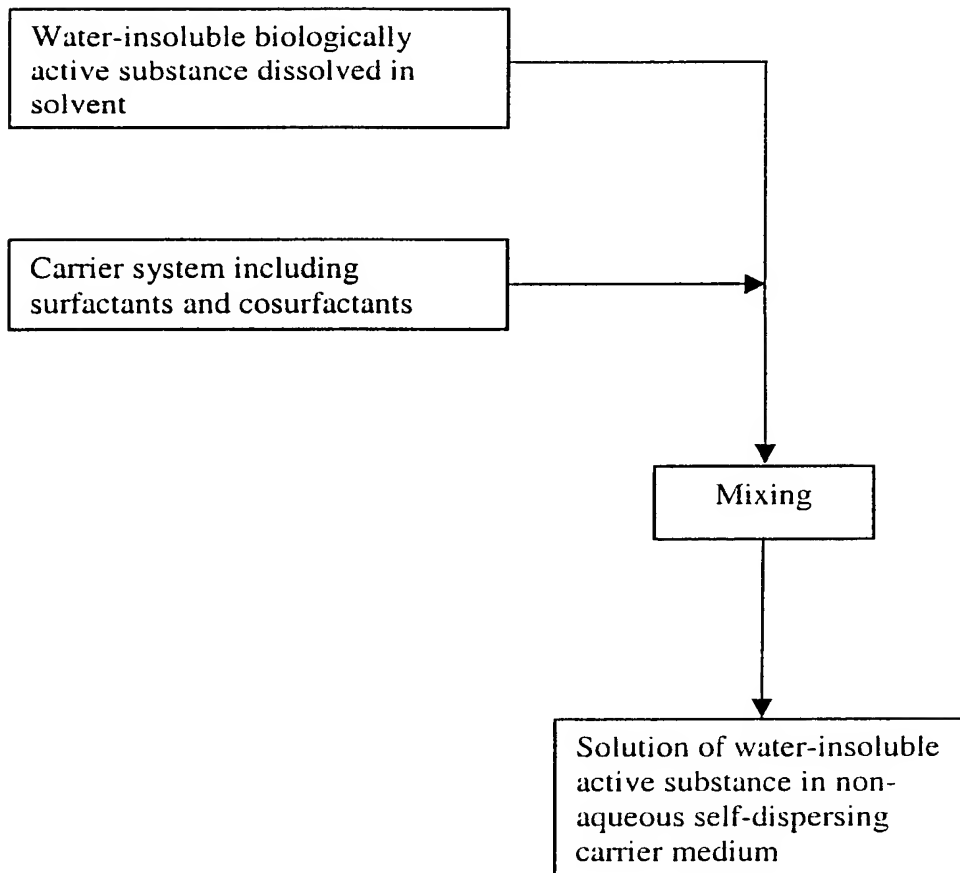 Water-insoluble biologically
active substance dissolved in
solvent
Carrier system including
surfactants and cosurfactants
Mixing
Solution of water-insoluble
active substance in non-
aqueous self-dispersing
carrier medium